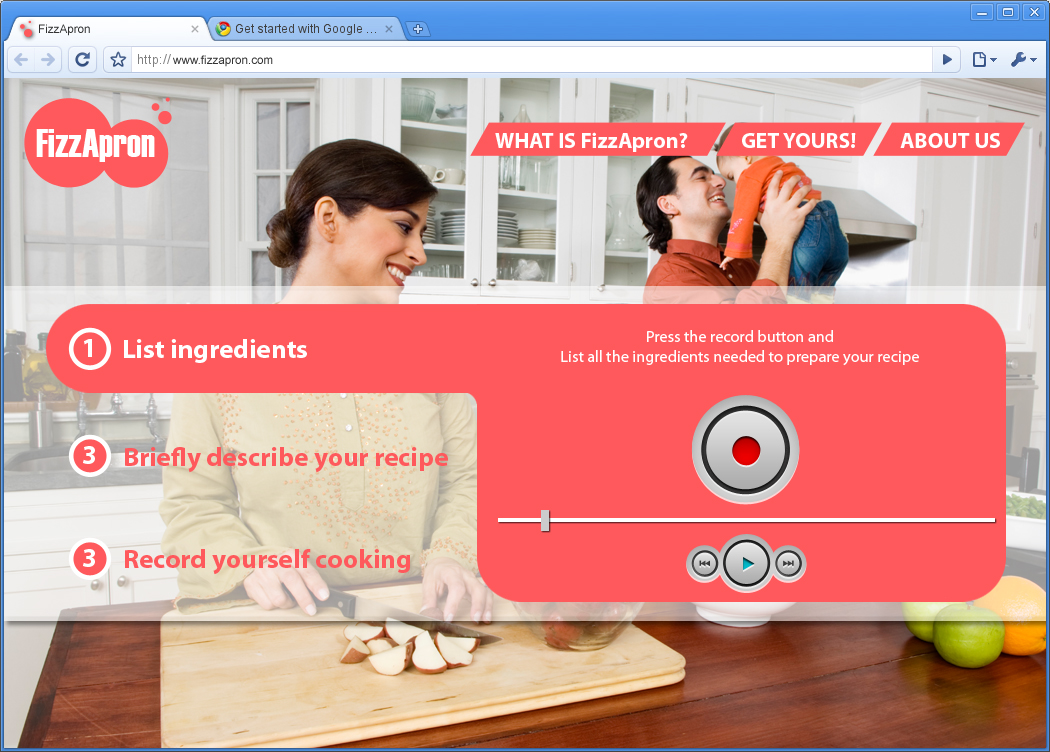 FizzApron
Get started with Google ...
http://www.fizzapron.com
FizzApron
WHAT IS FizzApron?
GET YOURS!
ABOUT US
1 List ingredients
Press the record button and
List all the ingredients needed to prepare your recipe
3 Briefly describe your recipe
3 Record yourself cooking